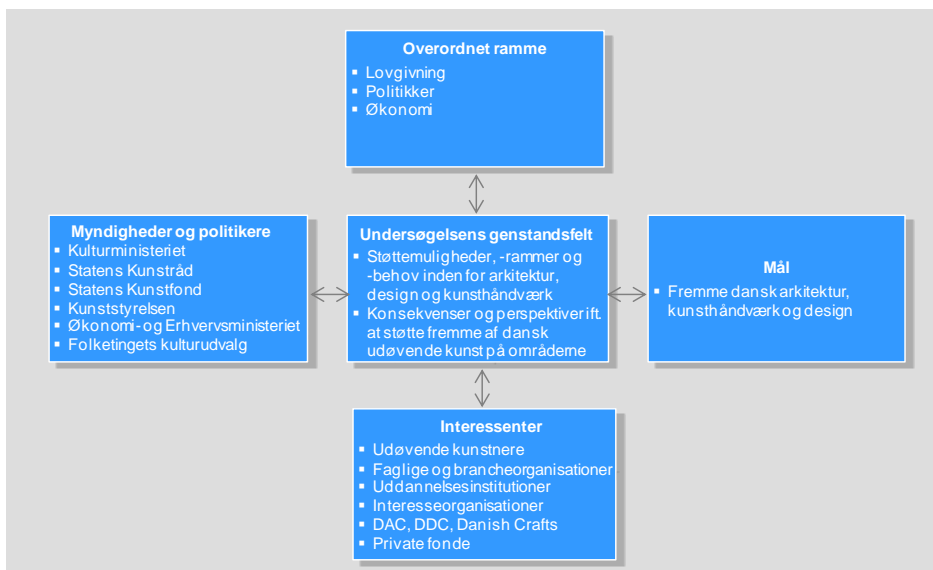 Overordnet ramme
▪ Lovgivning
▪ Politikker
▪ Økonomi
Myndigheder og politikere
▪ Kulturministeriet
▪ Statens Kunstråd
▪ Statens Kunstfond
▪ Kunststyrelsen
▪ Økonomi- og Erhvervsministeriet
▪ Folketingets kulturudvalg
Undersøgelsens genstandsfelt
▪ Støttemuligheder, -rammer og
-behov inden for arkitektur,
design og kunsthåndværk
▪ Konsekvenser og perspektiver ift.
at støtte fremme af dansk
udøvende kunst på områderne
Mål
▪ Fremme dansk arkitektur,
kunsthåndværk og design
Interessenter
▪ Udøvende kunstnere
▪ Faglige og brancheorganisationer
▪ Uddannelsesinstitutioner
▪ Interesseorganisationer
▪ DAC, DDC, Danish Crafts
▪ Private fonde